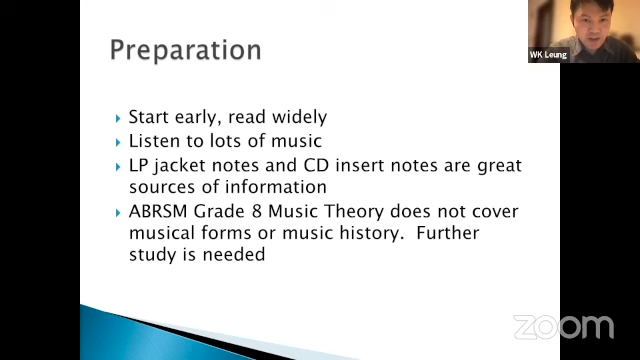 Preparation
WK Leung
Start early, read widely
Listen to lots of music
LP jacket notes and CD insert notes are great
sources of information
ABRSM Grade 8 Music Theory does not cover
musical forms or music history.  Further
study is needed
zoom